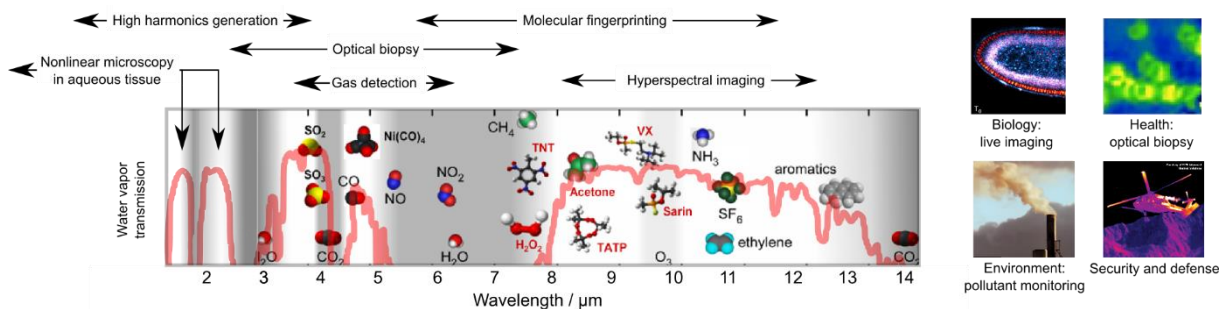 High harmonics generation
Molecular fingerprinting
Optical biopsy
Nonlinear microscopy
in aqueous tissue
Gas detection
Hyperspectral imaging
Water vapor
transmission
SO2
Ni(CO)4
CH4
VX
NH3
TNT
SO3
CO
NO
NO2
Acetone
aromatics
Sarin
SF6
H2O2
TATP
ethylene
CO2
H2O
O3
CO2
2 3 4 5 6 7 8 9 10 11 12 13 14
Wavelength / μm
Biology:
live imaging
Health:
optical biopsy
Environment:
pollutant monitoring
Security and defense